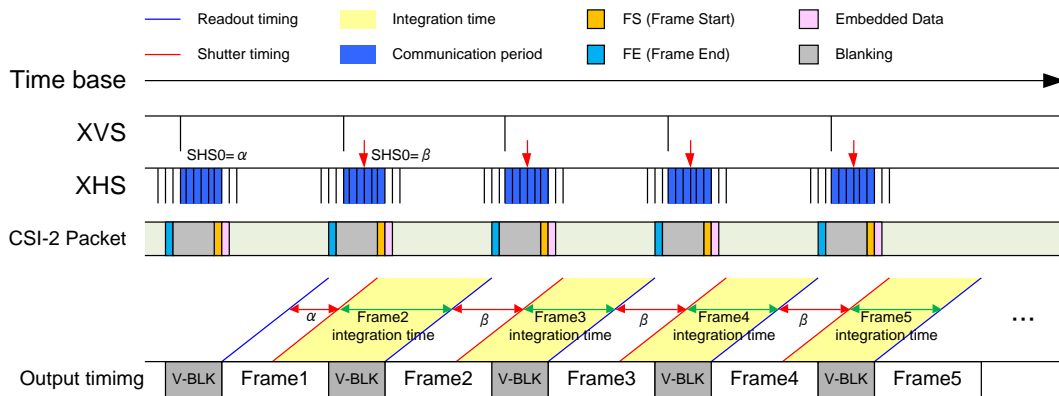 Readout timing
Integration time
FS (Frame Start)
Embedded Data
Shutter timing
Communication period
FE (Frame End)
Blanking
Time base
XVS
SHS0= α
SHS0= β
XHS
CSI-2 Packet
α
Frame2
integration time
β
Frame3
integration time
β
Frame4
integration time
β
Frame5
integration time
...
Output timimg
V-BLK
Frame1
V-BLK
Frame2
V-BLK
Frame3
V-BLK
Frame4
V-BLK
Frame5